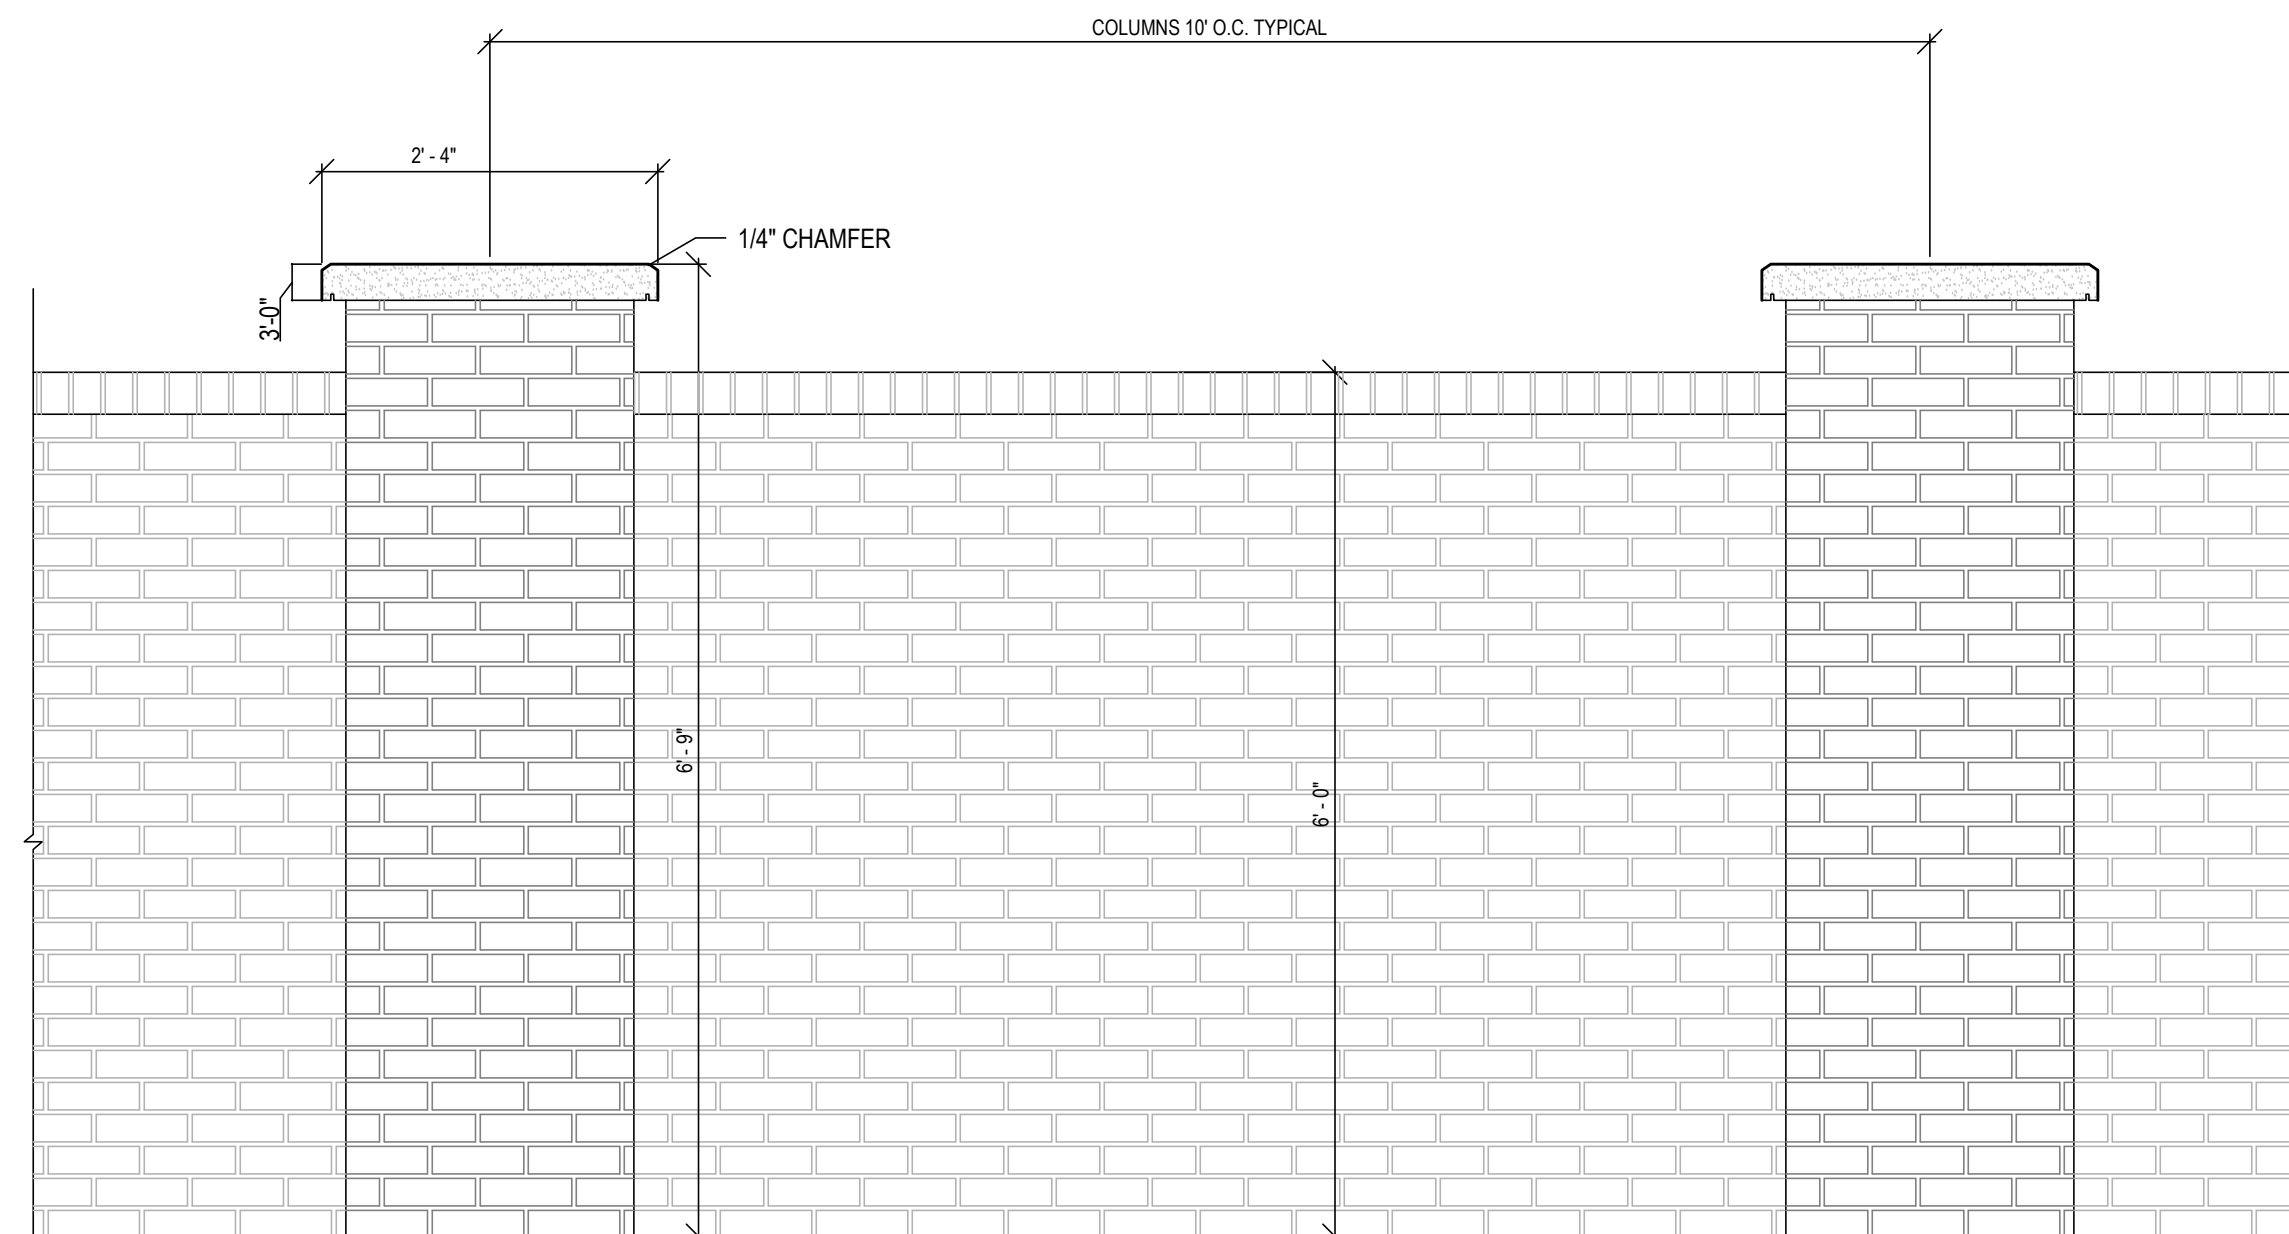 COLUMNS 10' O.C. TYPICAL
2' - 4"
1/4" CHAMFER
3'-0"
6' - 9"
6' - 0"